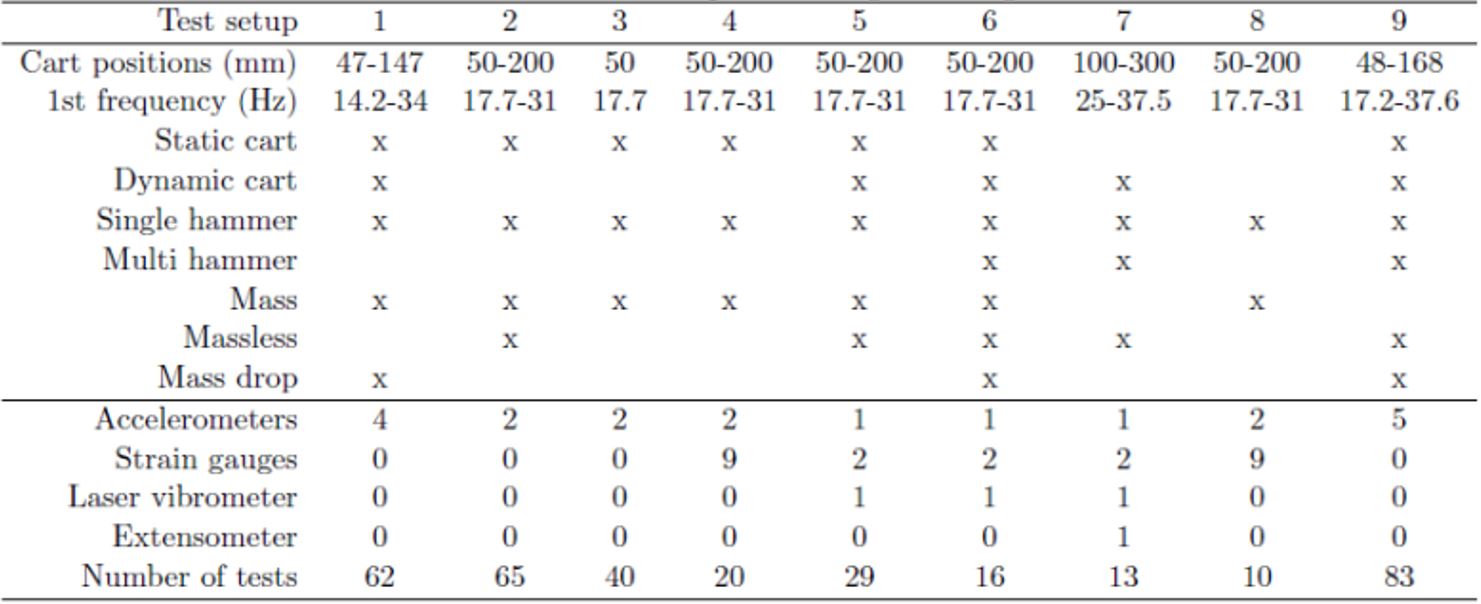 Test setup 1 2 3 4 5 6 7 8 9
Cart positions (mm) 47-147 50-200 50 50-200 50-200 50-200 100-300 50-200 48-168
1st frequency (Hz) 14.2-34 17.7-31 17.7 17.7-31 17.7-31 17.7-31 25-37.5 17.7-31 17.2-37.6
Static cart x x x x x x x
Dynamic cart x x x x x
Single hammer x x x x x x x x x
Multi hammer x x x
Mass x x x x x x x
Massless x x x x x
Mass drop x x x
Accelerometers 4 2 2 2 1 1 1 2 5
Strain gauges 0 0 0 9 2 2 2 9 0
Laser vibrometer 0 0 0 0 1 1 1 0 0
Extensometer 0 0 0 0 0 0 1 0 0
Number of tests 62 65 40 20 29 16 13 10 83